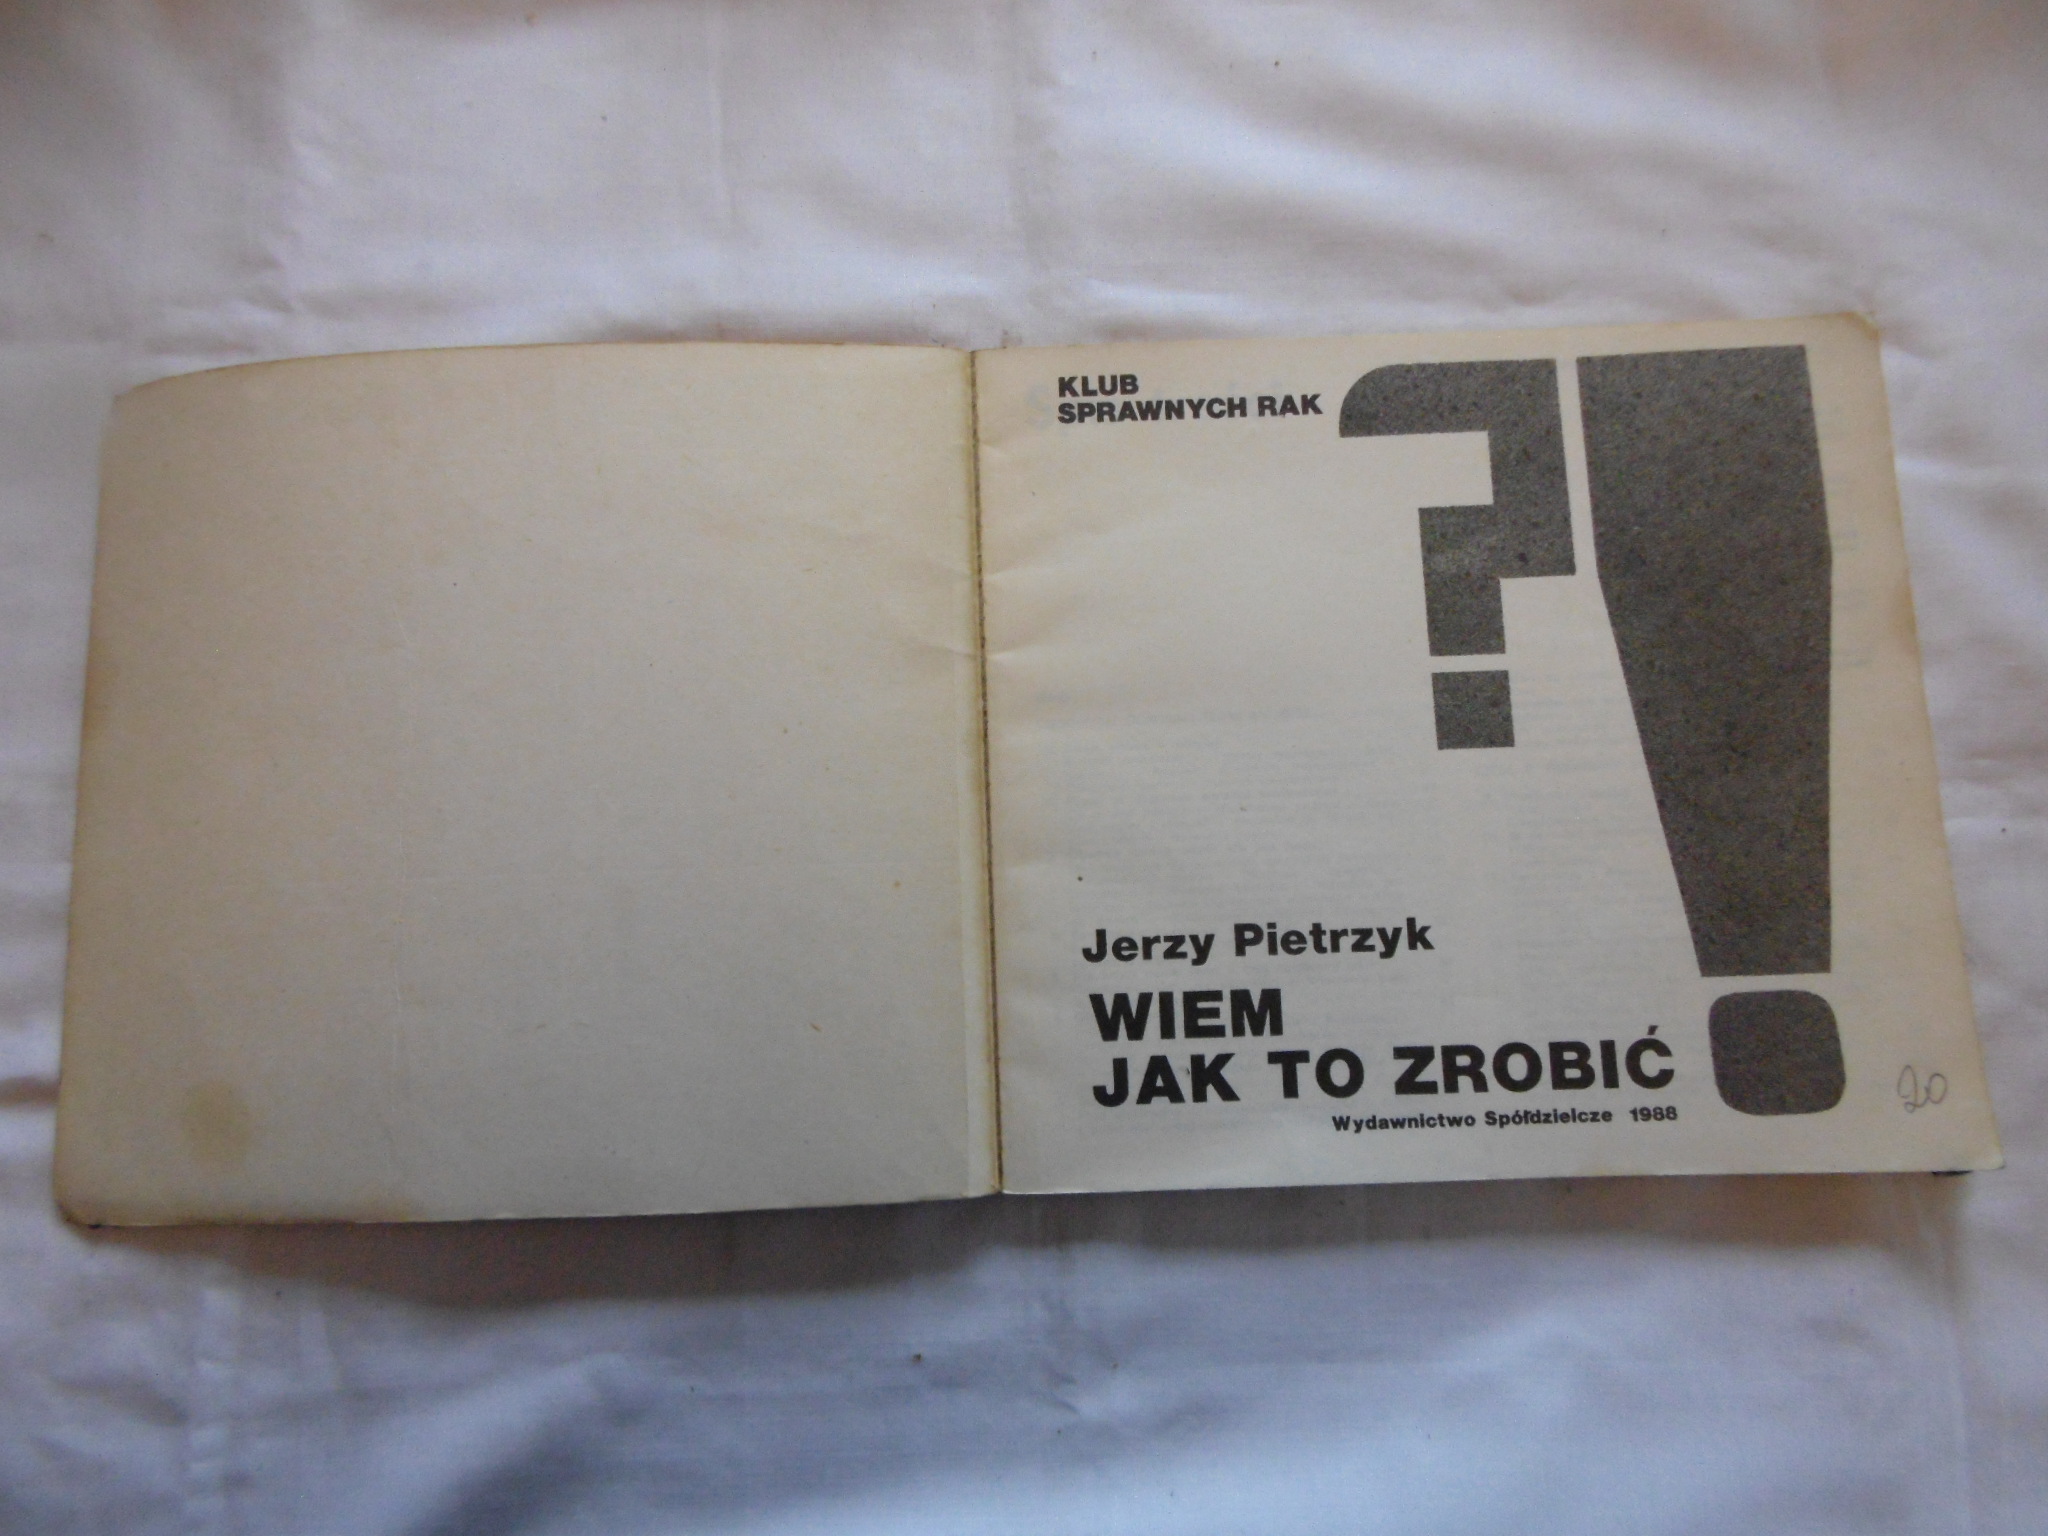 KLUB
SPRAWNYCH RAK
?!
Jerzy Pietrzyk
WIEM
JAK TO ZROBIĆ
Wydawnictwo Spółdzielcze 1988
20